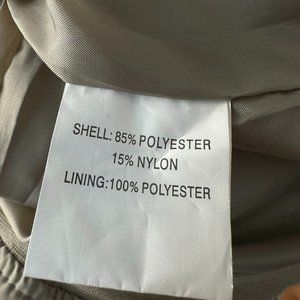 SHELL: 85% POLYESTER
15% NYLON
LINING:100% POLYESTER